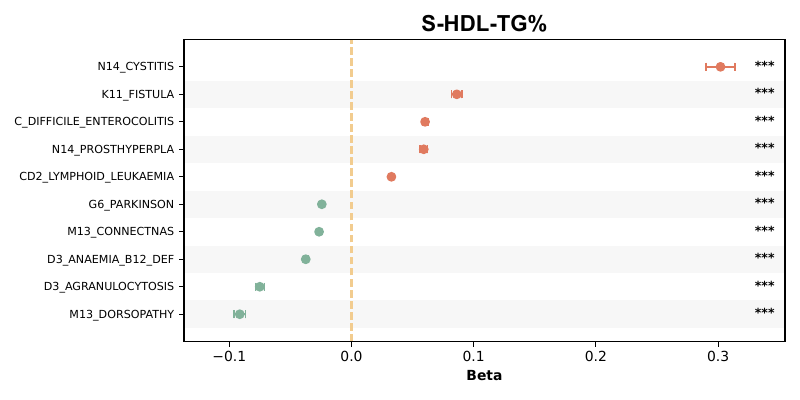 S-HDL-TG%
N14_CYSTITIS ***
K11_FISTULA ***
C_DIFFICILE_ENTEROCOLITIS ***
N14_PROSTHYPERPLA ***
CD2_LYMPHOID_LEUKAEMIA ***
G6_PARKINSON ***
M13_CONNECTNAS ***
D3_ANAEMIA_B12_DEF ***
D3_AGRANULOCYTOSIS ***
M13_DORSOPATHY ***
−0.1 0.0 0.1 0.2 0.3
Beta